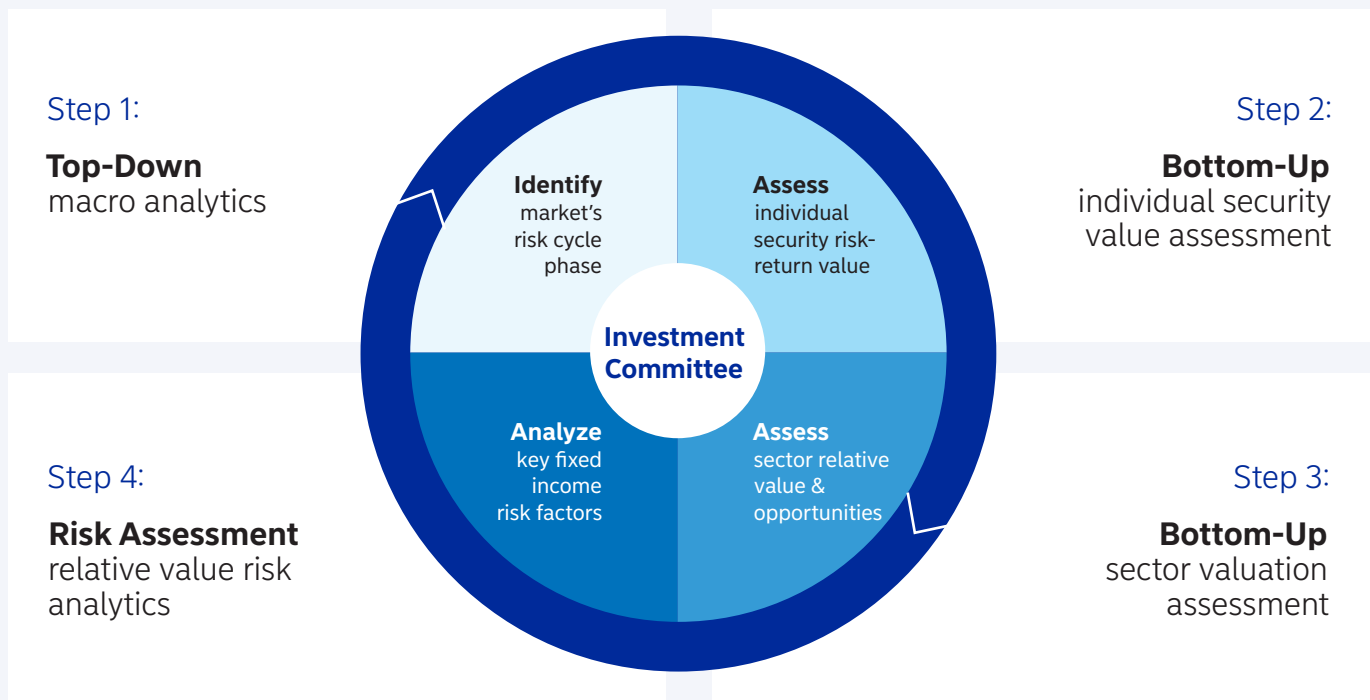 Step 1:
Top-Down
macro analytics
Identify
market's
risk cycle
phase
Assess
individual
security risk-
return value
Step 2:
Bottom-Up
individual security
value assessment
Investment
Committee
Step 4:
Risk Assessment
relative value risk
analytics
Analyze
key fixed
income
risk factors
Assess
sector relative
value &
opportunities
Step 3:
Bottom-Up
sector valuation
assessment